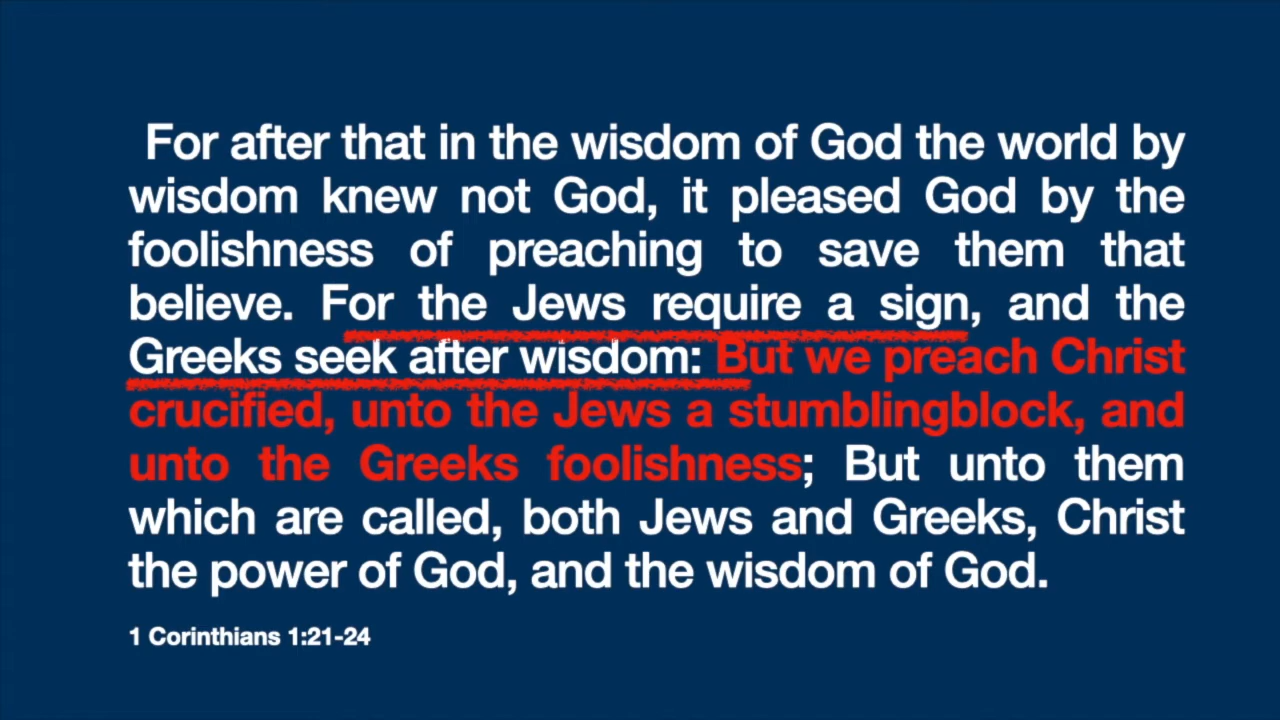 For after that in the wisdom of God the world by
wisdom knew not God, it pleased God by the
foolishness of preaching to save them that
believe. For the Jews require a sign, and the
Greeks seek after wisdom: But we preach Christ
crucified, unto the Jews a stumblingblock, and
unto the Greeks foolishness; But unto them
which are called, both Jews and Greeks, Christ
the power of God, and the wisdom of God.
1 Corinthians 1:21-24